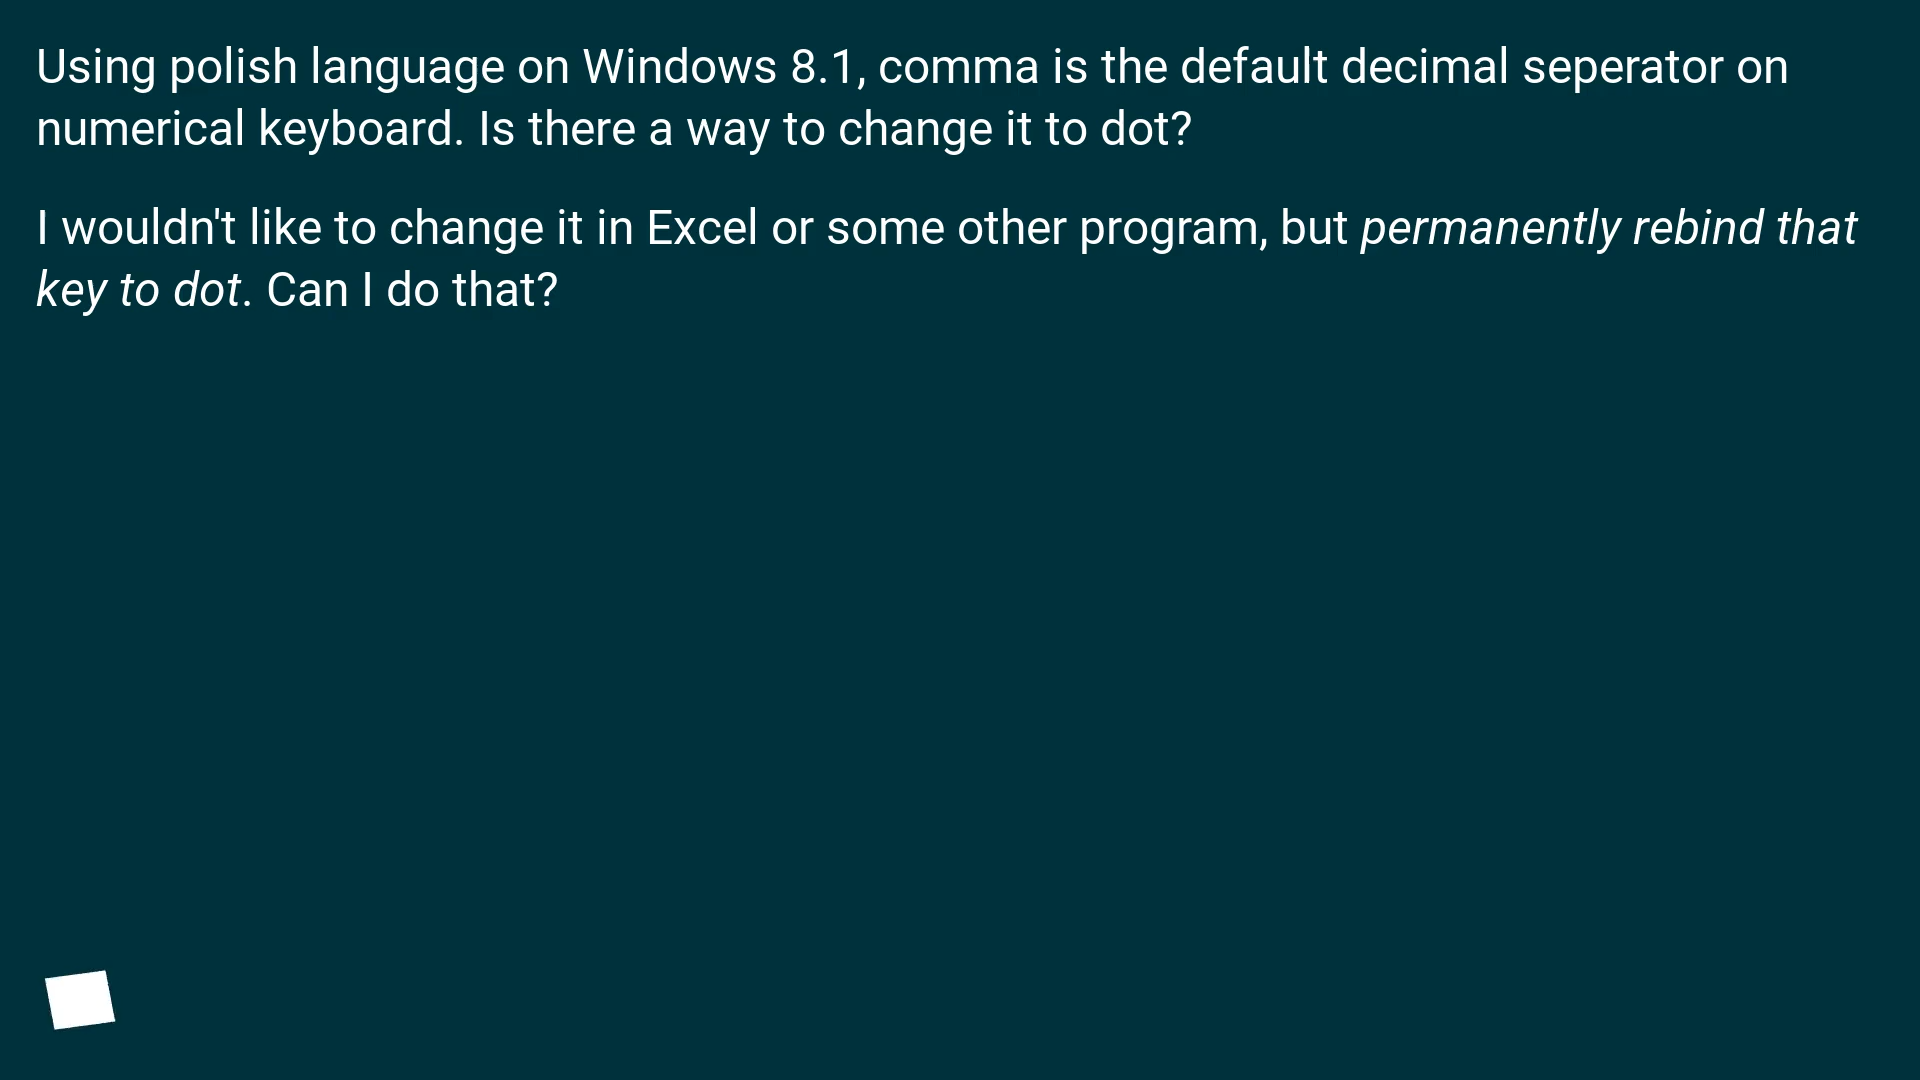 Using polish language on Windows 8.1, comma is the default decimal seperator on
numerical keyboard. Is there a way to change it to dot?
I wouldn't like to change it in Excel or some other program, but permanently rebind that
key to dot. Can I do that?